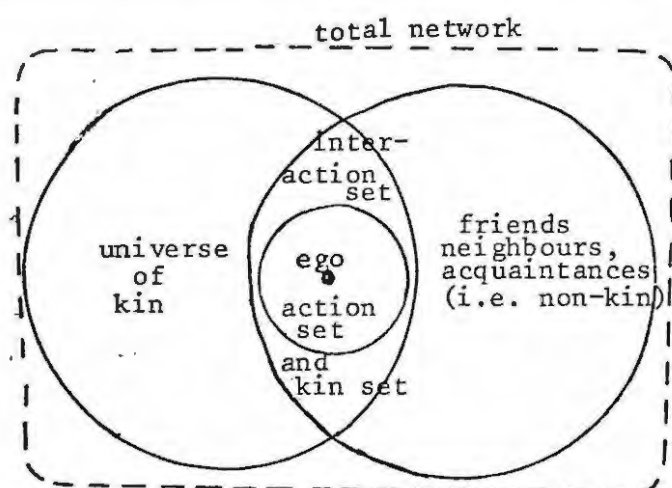 total network
inter-
action
set
universe
of
kin
ego
action
set
and
kin set
friends
neighbours,
acquaintances
(i.e. non-kin)